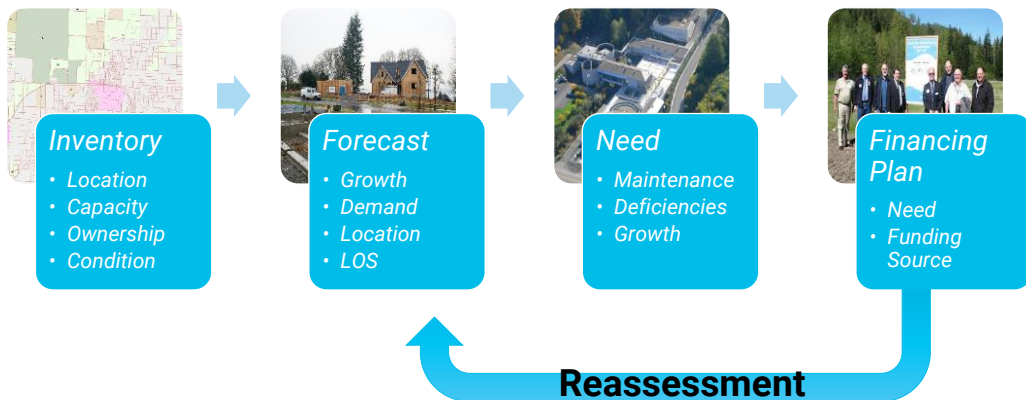 Inventory
• Location
• Capacity
• Ownership
• Condition
Forecast
• Growth
• Demand
• Location
• LOS
Need
• Maintenance
• Deficiencies
• Growth
Financing
Plan
• Need
• Funding
Source
Reassessment